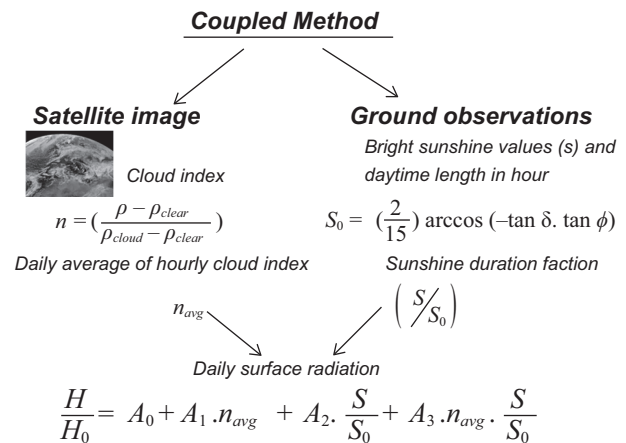 Coupled Method
Satellite image
Cloud index
n = (ρ − ρclear / ρcloud − ρclear)
Daily average of hourly cloud index
navg
Ground observations
Bright sunshine values (s) and
daytime length in hour
S0 = (2/15) arccos (–tan δ. tan ϕ)
Sunshine duration faction
(S/S0)
Daily surface radiation
H/H0 = A0 + A1 .navg + A2. S/S0 + A3 .navg . S/S0